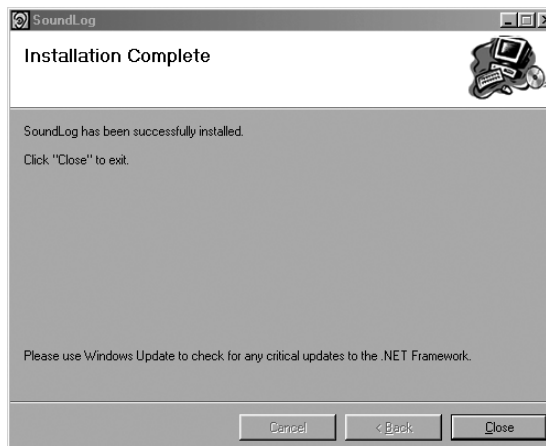 SoundLog
Installation Complete
SoundLog has been successfully installed.
Click "Close" to exit.
Please use Windows Update to check for any critical updates to the .NET Framework.
Cancel
< Back
Close